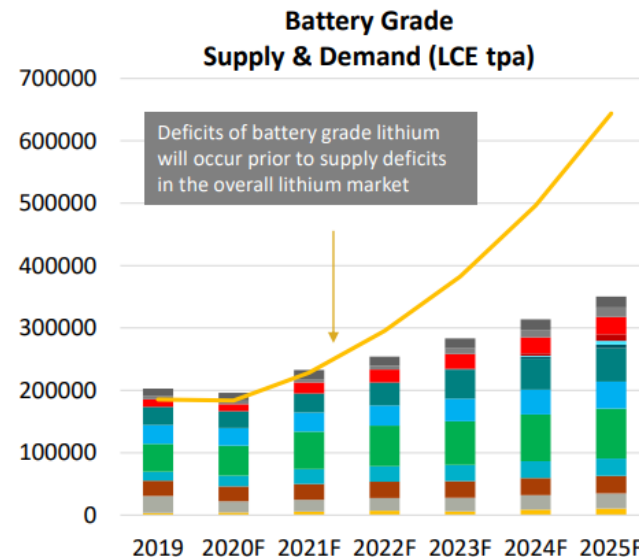 Battery Grade
Supply & Demand (LCE tpa)
700000
600000
Deficits of battery grade lithium
will occur prior to supply deficits
in the overall lithium market
500000
400000
300000
200000
100000
0
2019 2020F 2021F 2022F 2023F 2024F 2025F